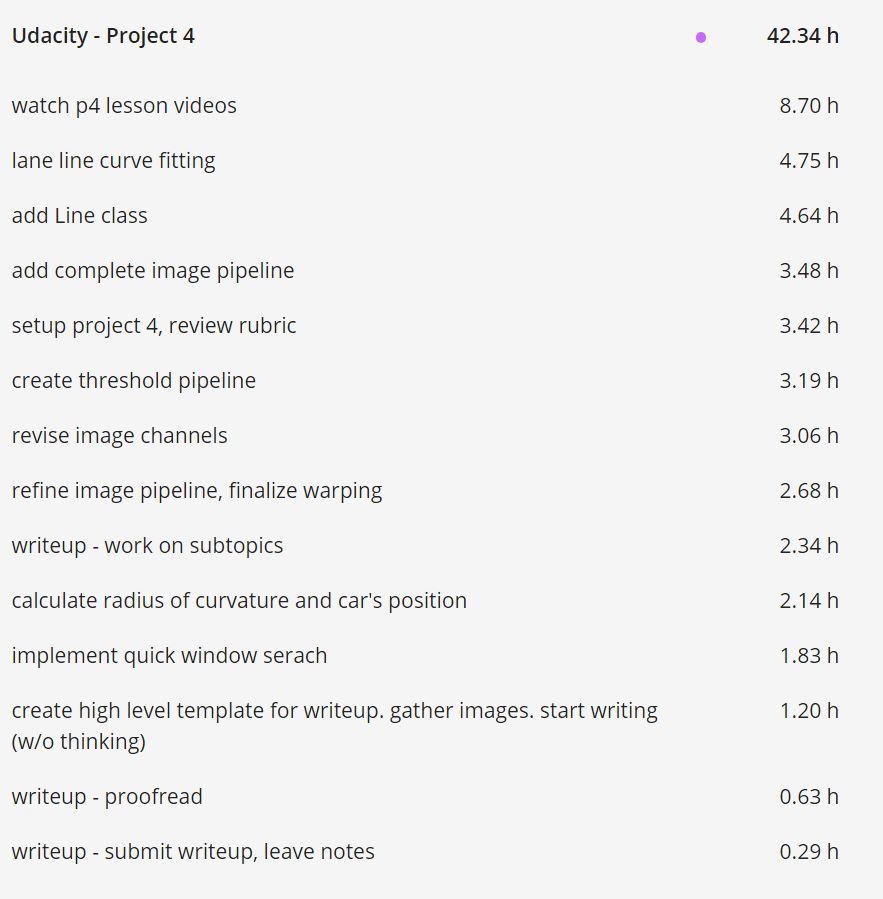 Udacity - Project 4 42.34 h
watch p4 lesson videos 8.70 h
lane line curve fitting 4.75 h
add Line class 4.64 h
add complete image pipeline 3.48 h
setup project 4, review rubric 3.42 h
create threshold pipeline 3.19 h
revise image channels 3.06 h
refine image pipeline, finalize warping 2.68 h
writeup - work on subtopics 2.34 h
calculate radius of curvature and car's position 2.14 h
implement quick window serach 1.83 h
create high level template for writeup. gather images. start writing 1.20 h
(w/o thinking)
writeup - proofread 0.63 h
writeup - submit writeup, leave notes 0.29 h